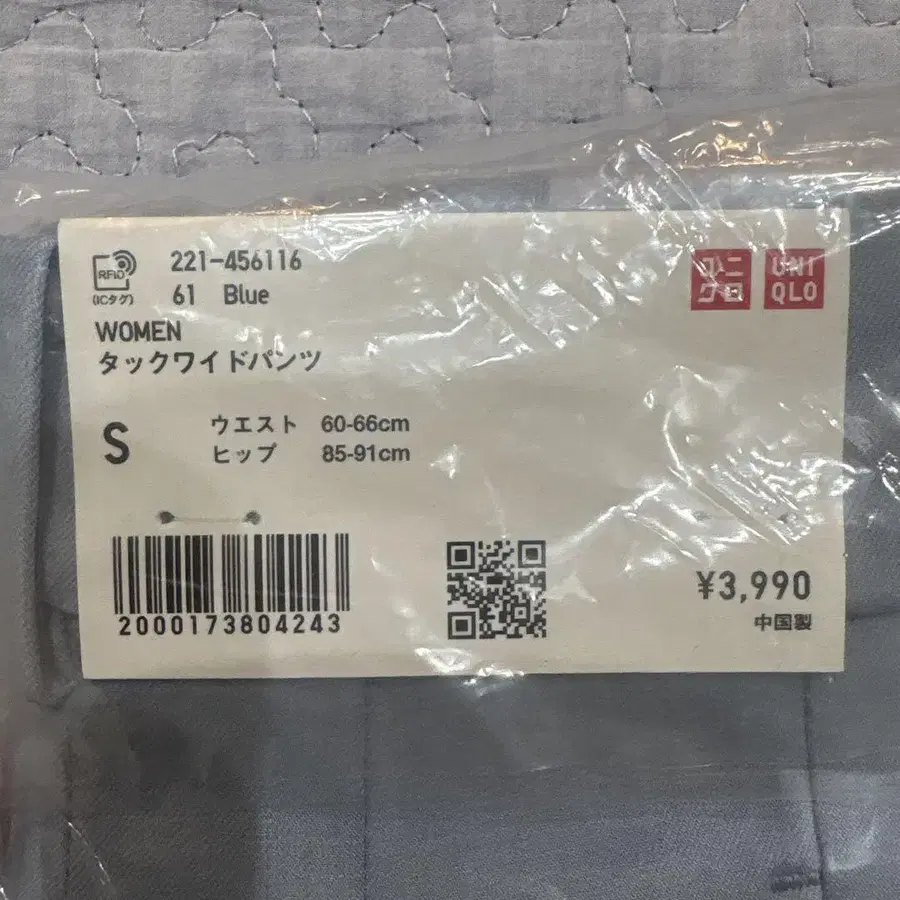 RFID
(ICタグ)
221-456116
61 Blue
ユニ
クロ
UNI
QLO
WOMEN
タックワイドパンツ
S
ウエスト 60-66cm
ヒップ 85-91cm
2000173804243
¥3,990
中国製